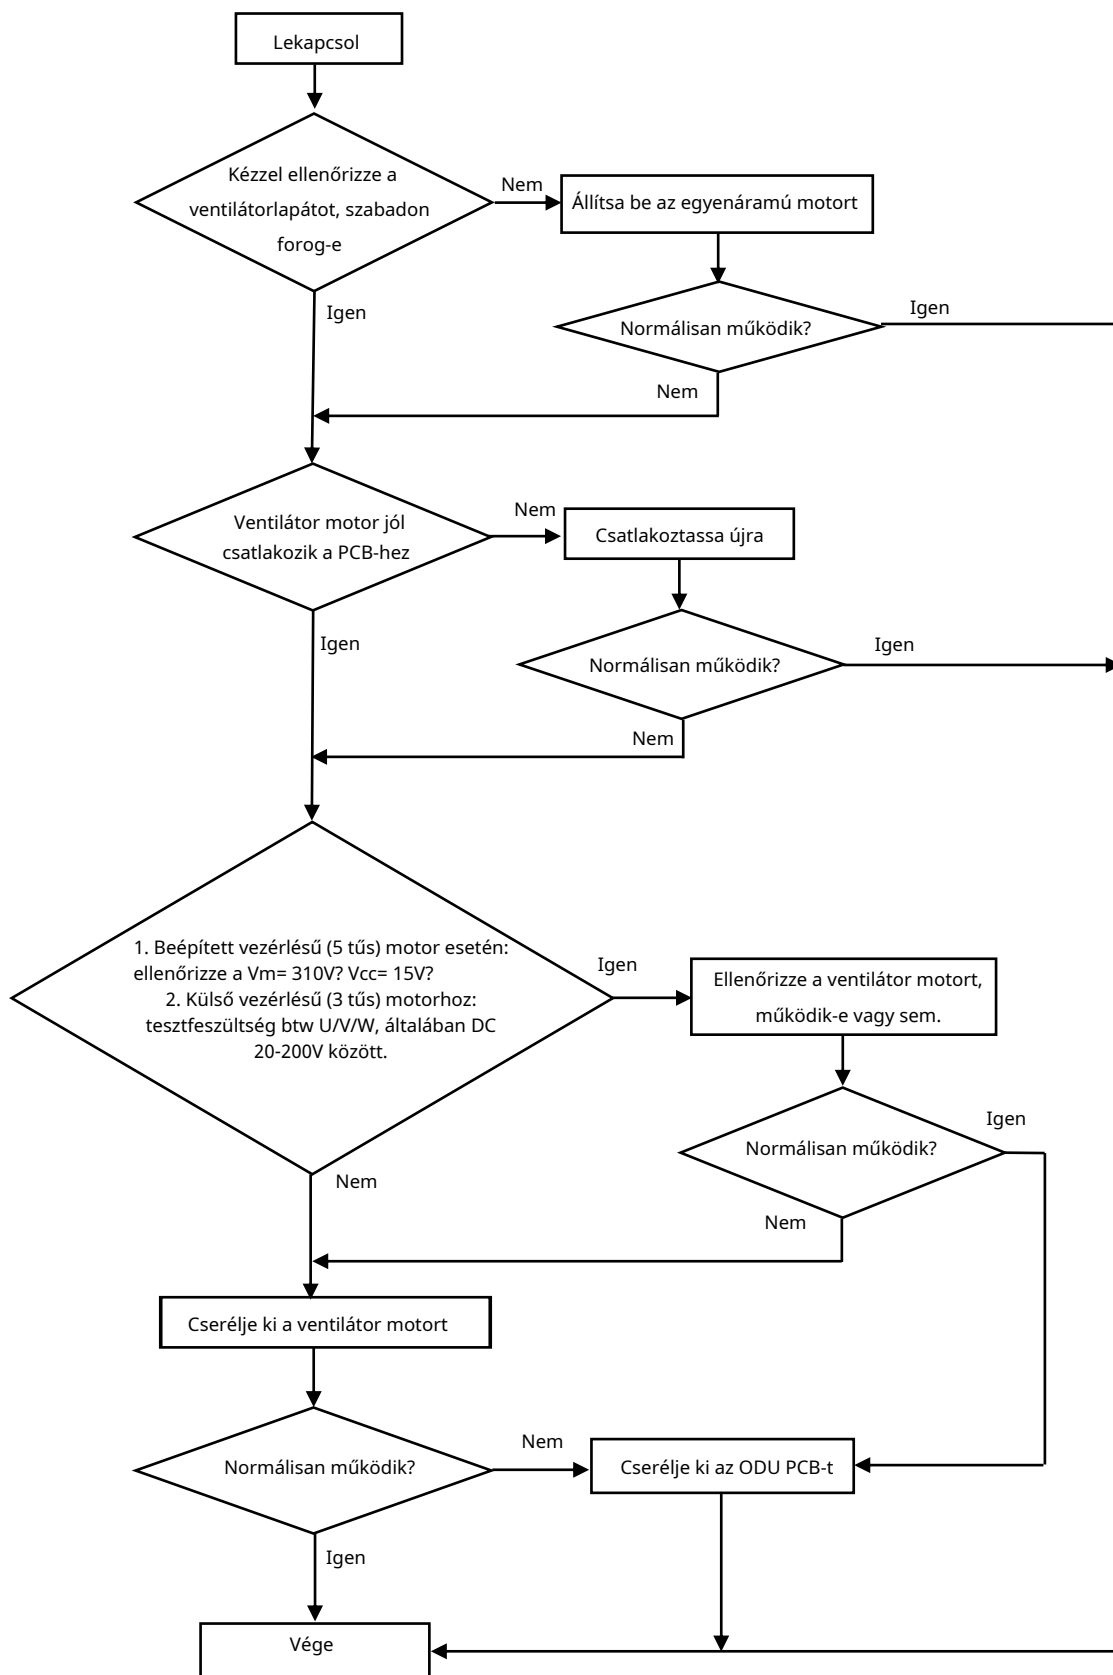 Lekapcsol
Kézzel ellenőrizze a
ventilátorlapátot, szabadon
forog-e
Nem
Állítsa be az egyenáramú motort
Igen
Normálisan működik?
Igen
Nem
Ventilátor motor jól
csatlakozik a PCB-hez
Nem
Csatlakoztassa újra
Igen
Normálisan működik?
Igen
Nem
1. Beépített vezérlésű (5 tűs) motor esetén:
ellenőrizze a Vm= 310V? Vcc= 15V?
2. Külső vezérlésű (3 tűs) motorhoz:
tesztfeszültség btw U/V/W, általában DC
20-200V között.
Igen
Ellenőrizze a ventilátor motort,
működik-e vagy sem.
Normálisan működik?
Igen
Nem
Nem
Cserélje ki a ventilátor motort
Normálisan működik?
Nem
Cserélje ki az ODU PCB-t
Igen
Vége